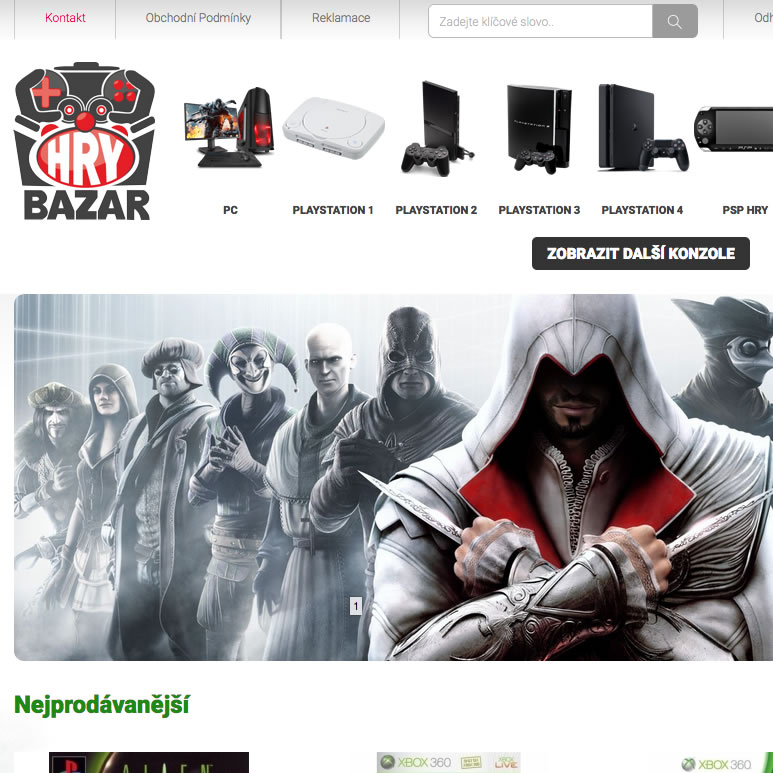 Kontakt
Obchodní Podmínky
Reklamace
Zadejte klíčové slovo..
Odh
HRY
BAZAR
PC
PLAYSTATION 1
PLAYSTATION 2
PLAYSTATION 3
PLAYSTATION 4
PSP HRY
ZOBRAZIT DALŠÍ KONZOLE
1
Nejprodávanější
ALIEN
XBOX 360
XBOX
LIVE
XBOX 360